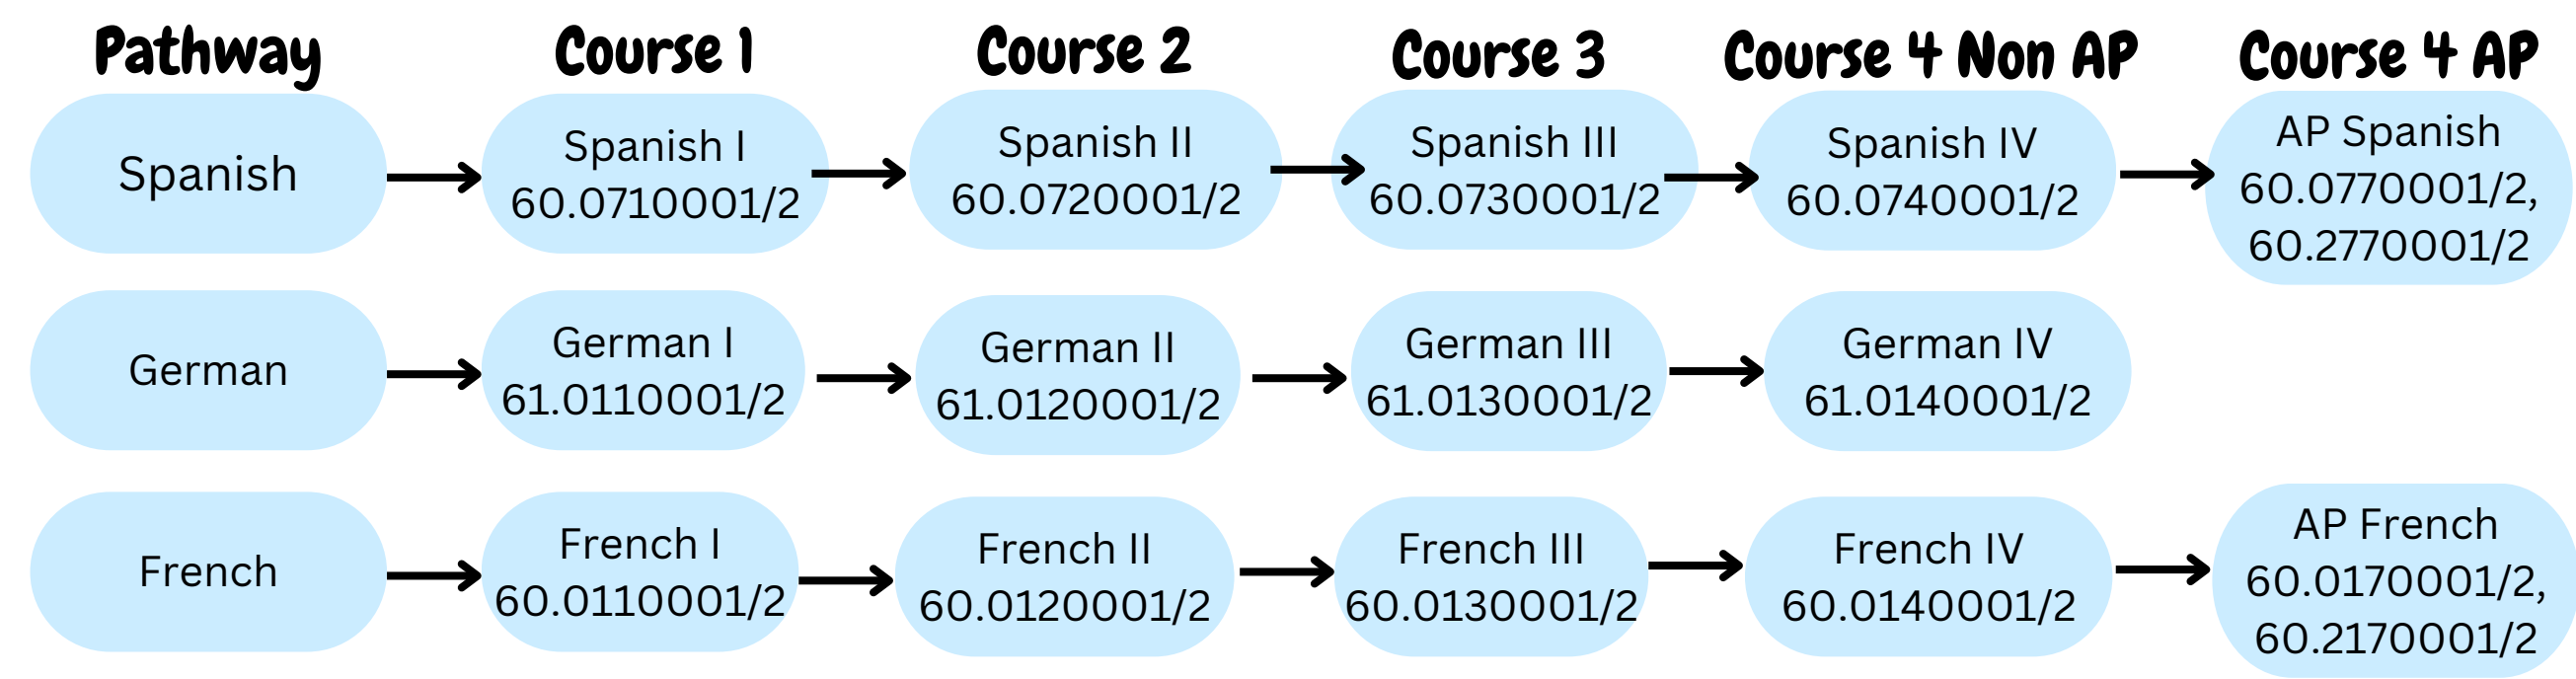 Pathway
Course 1
Course 2
Course 3
Course 4 Non AP
Course 4 AP
Spanish
Spanish I
60.0710001/2
Spanish II
60.0720001/2
Spanish III
60.0730001/2
Spanish IV
60.0740001/2
AP Spanish
60.0770001/2,
60.2770001/2
German
German I
61.0110001/2
German II
61.0120001/2
German III
61.0130001/2
German IV
61.0140001/2
French
French I
60.0110001/2
French II
60.0120001/2
French III
60.0130001/2
French IV
60.0140001/2
AP French
60.0170001/2,
60.2170001/2